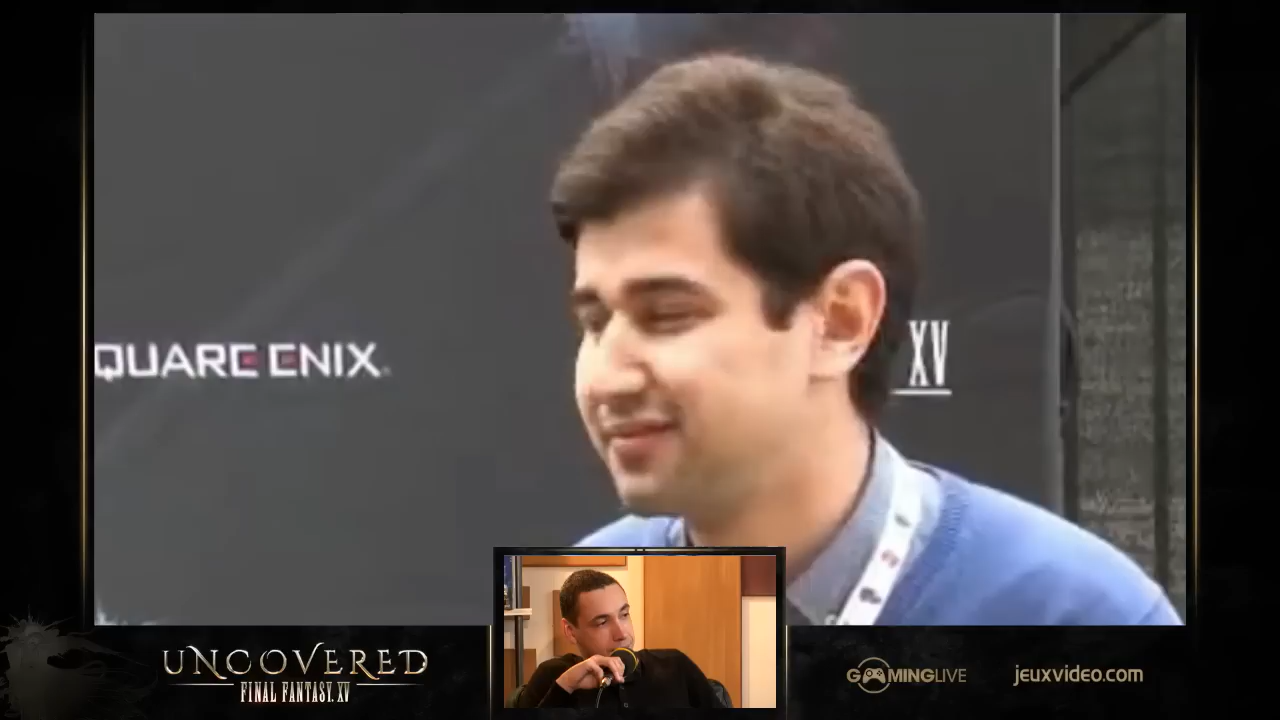 QUARE ENIX
XV
UNCOVERED
FINAL FANTASY XV
GAMINGLIVE
jeuxvideo.com